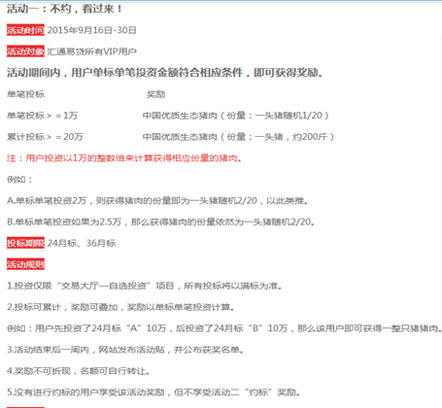 活动一：不约，看过来！
活动时间 2015年9月16日-30日
活动对象 汇通易贷所有VIP用户
活动期间内，用户单标单笔投资金额符合相应条件，即可获得奖励。
单笔投标 奖励
单笔投标＞＝1万 中国优质生态猪肉（份量：一头猪随机1/20）
累计投标＞＝20万 中国优质生态猪肉（份量：一头猪，约200斤）
注：用户投资以1万的整数倍来计算获得相应份量的猪肉。
例如：
A.单标单笔投资2万，则获得猪肉的份量即为一头猪随机2/20，以此类推。
B.单标单笔投资如果为2.5万，那么获得猪肉的份量依然为一头猪随机2/20。
投标期限 24月标、36月标
活动规则
1.投资仅限“交易大厅—自选投资”项目，所有投标将以满标为准。
2.投标可累计，奖励可叠加，奖励以单标单笔投资计算。
例如：用户先投资了24月标“A”10万，后投资了24月标“B”10万，那么该用户即可获得一整只猪猪肉。
3.活动结束后一周内，网站发布活动贴，并公布获奖名单。
4.奖励不可折现，名额可自行转让。
5.没有进行约标的用户享受该活动奖励，但不享受活动二“约标”奖励。